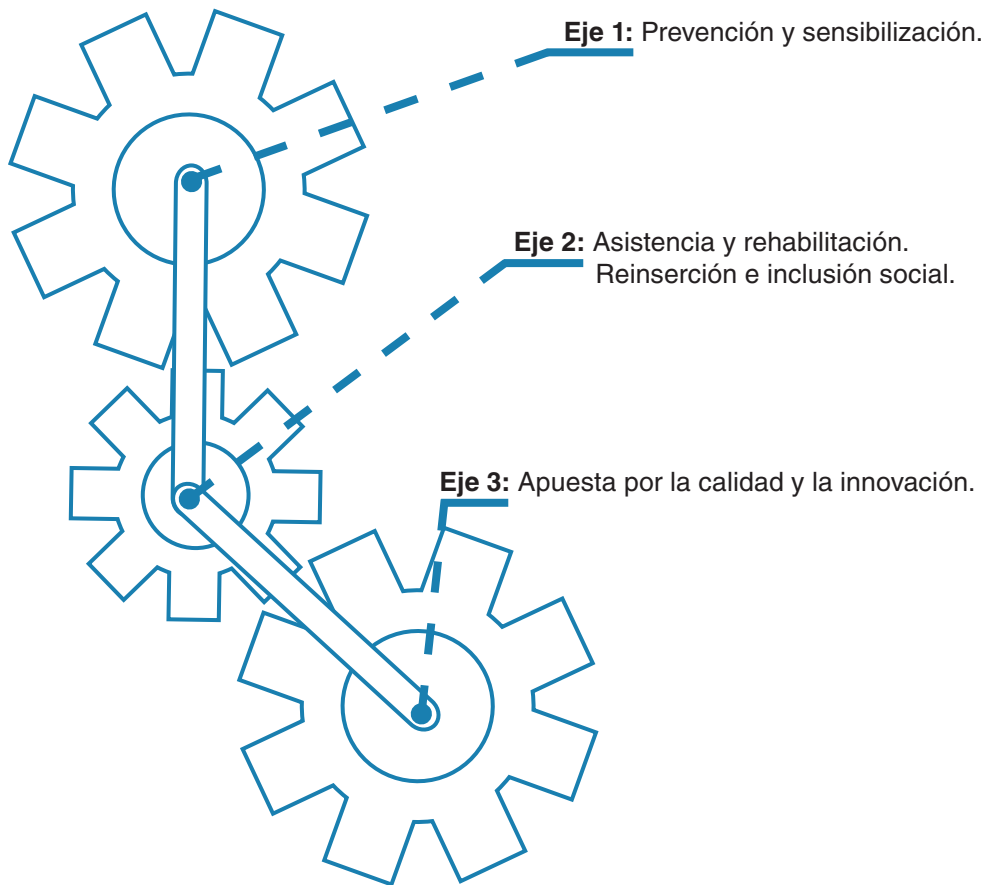 Eje 1: Prevención y sensibilización.
Eje 2: Asistencia y rehabilitación.
Reinserción e inclusión social.
Eje 3: Apuesta por la calidad y la innovación.